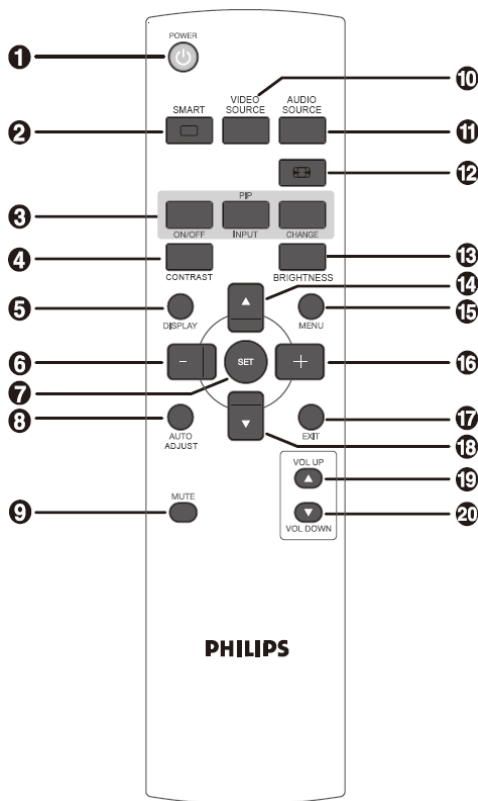 POWER
1
10
SMART
VIDEO SOURCE
AUDIO SOURCE
2
11
12
PIP
3
ON/OFF
INPUT
CHANGE
4
13
CONTRAST
BRIGHTNESS
14
5
15
DISPLAY
MENU
6
SET
16
7
8
17
AUTO ADJUST
EXIT
18
VOL UP
19
MUTE
9
20
VOL DOWN
PHILIPS